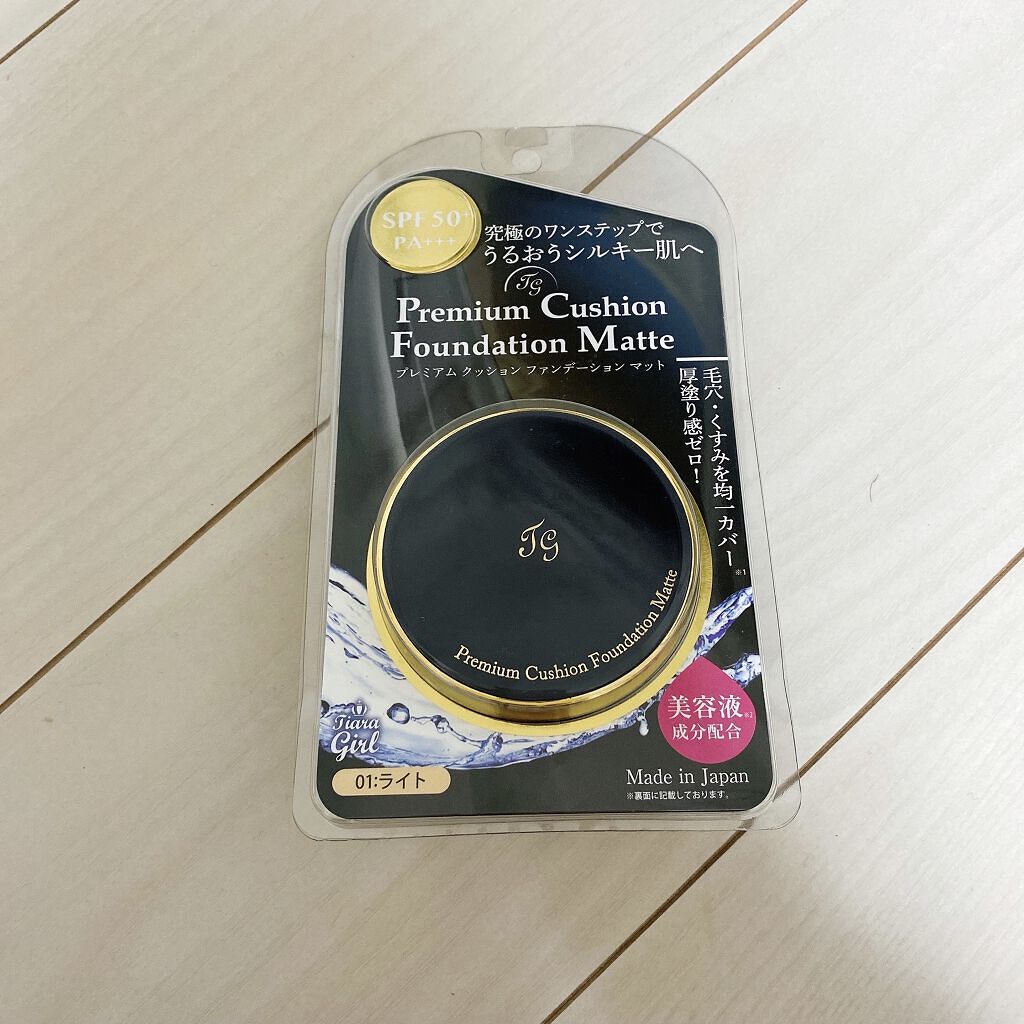 SPF 50+
PA+++
究極のワンステップで
うるおうシルキー肌へ
TG
Premium Cushion
Foundation Matte
プレミアム クッション ファンデーション マット
毛穴・くすみを均一カバー※1
厚塗り感ゼロ!
TG
Premium Cushion Foundation Matte
美容液※2
成分配合
Tiara
Girl
01:ライト
Made in Japan
※裏面に記載しております。